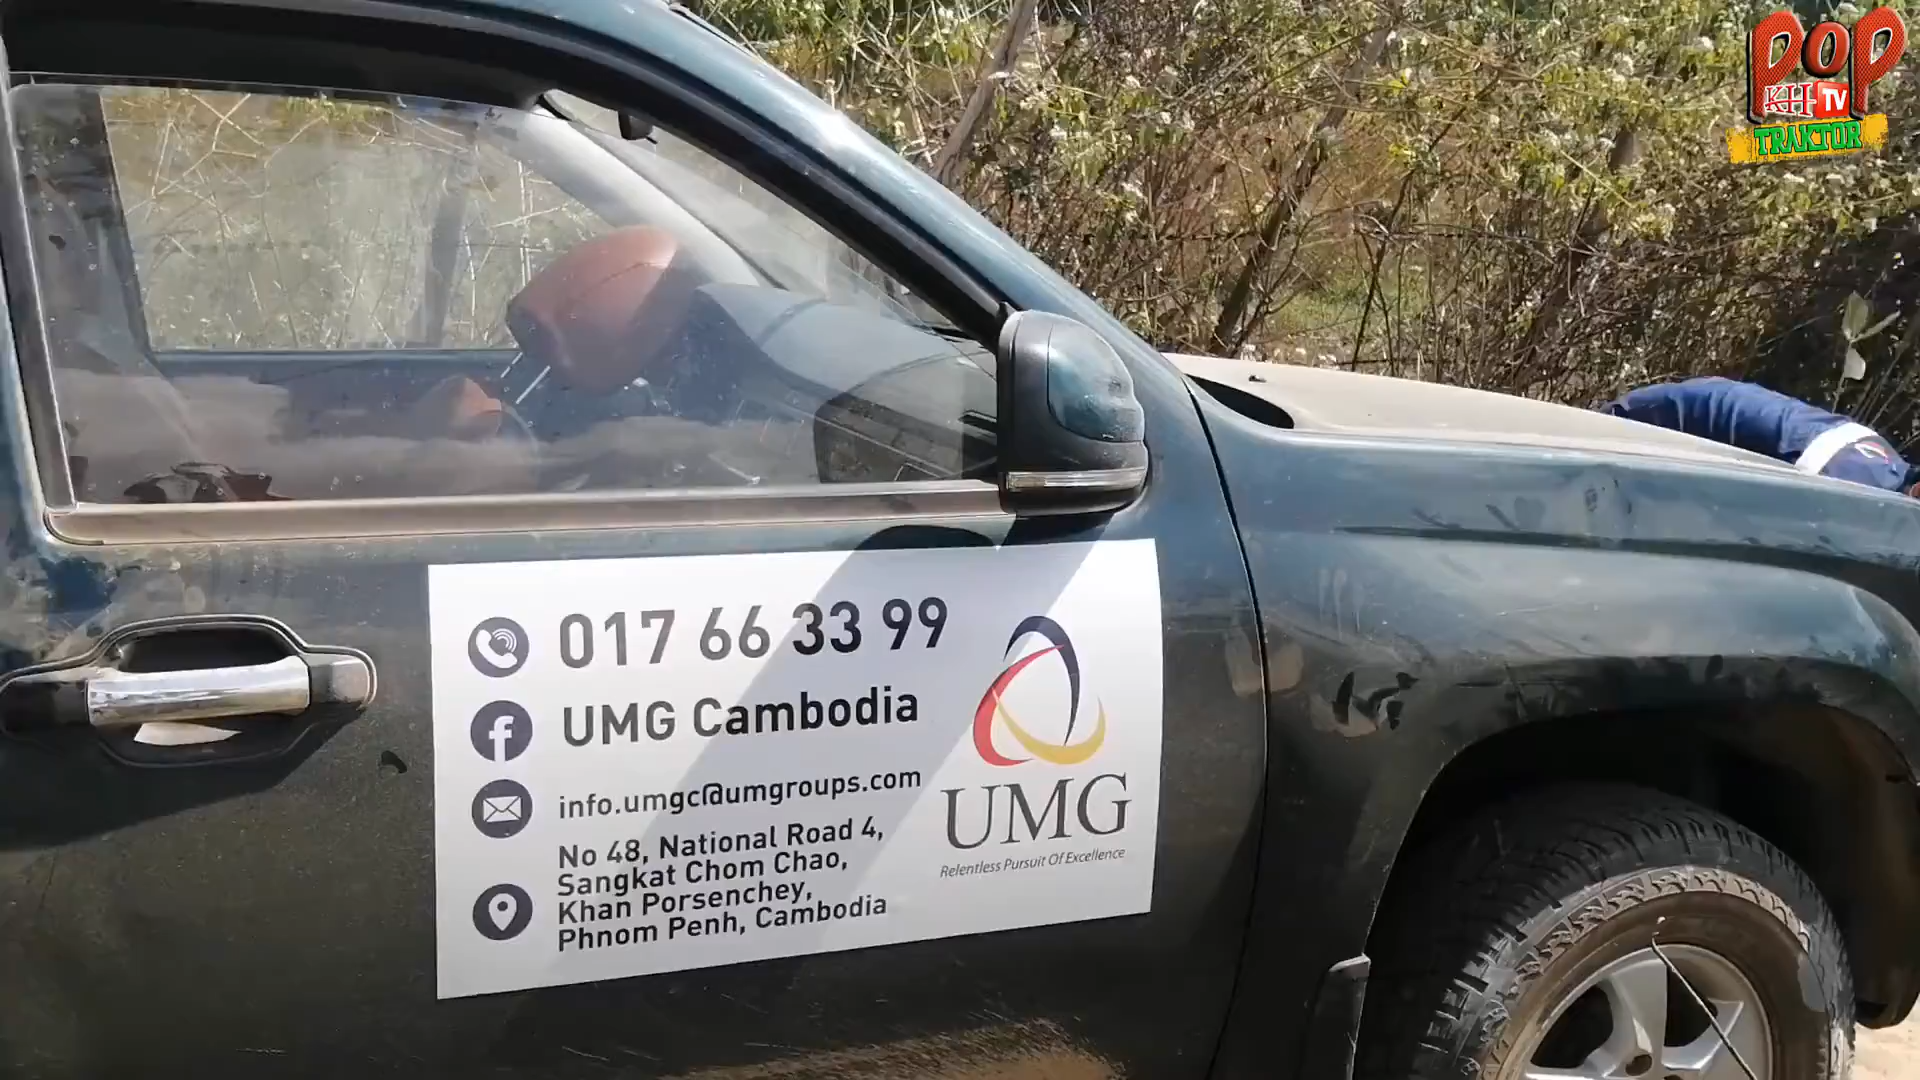 POP
KH TV
TRAKTOR
017 66 33 99
UMG Cambodia
info.umgc@umgroups.com
No 48, National Road 4,
Sangkat Chom Chao,
Khan Porsenchey,
Phnom Penh, Cambodia
UMG
Relentless Pursuit Of Excellence